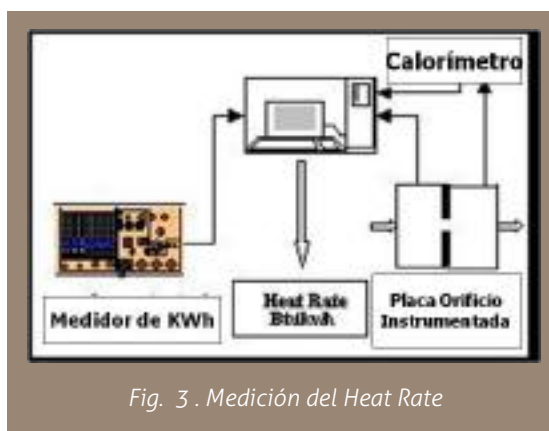 Calorímetro
Medidor de KWh
Heat Rate
Btu/kwh
Placa Orificio
Instrumentada
Fig. 3 . Medición del Heat Rate